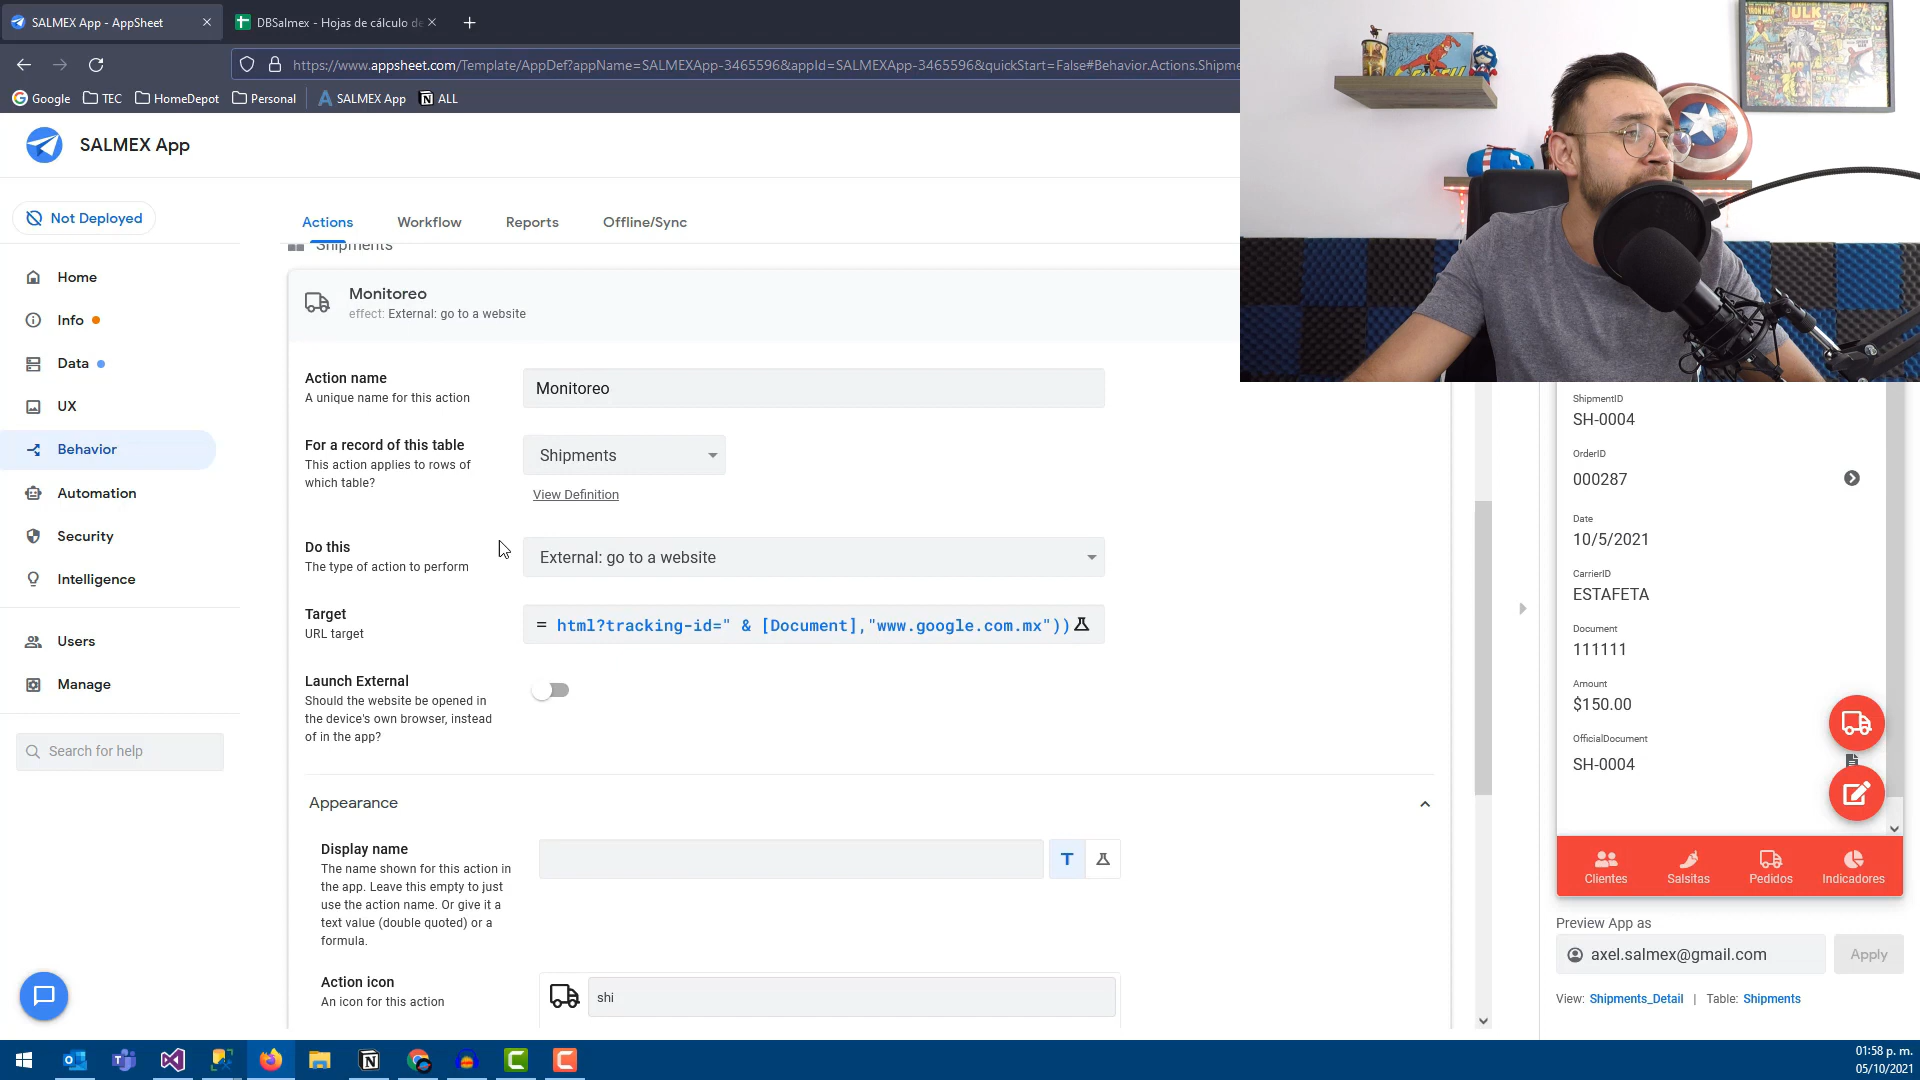 SALMEX App - AppSheet
DBSalmex - Hojas de cálculo de
https://www.appsheet.com/Template/AppDef?appName=SALMEXApp-3465596&appId=SALMEXApp-3465596&quickStart=False#Behavior.Actions.Shipme
Google
TEC
HomeDepot
Personal
SALMEX App
ALL
SALMEX App
Not Deployed
Home
Info
Data
UX
Behavior
Automation
Security
Intelligence
Users
Manage
Search for help
Actions
Workflow
Reports
Offline/Sync
Shipments
Monitoreo
effect: External: go to a website
Action name
A unique name for this action
Monitoreo
For a record of this table
This action applies to rows of
which table?
Shipments
View Definition
Do this
The type of action to perform
External: go to a website
Target
URL target
= html?tracking-id=" & [Document],"www.google.com.mx"))
Launch External
Should the website be opened in
the device's own browser, instead
of in the app?
Appearance
Display name
The name shown for this action in
the app. Leave this empty to just
use the action name. Or give it a
text value (double quoted) or a
formula.
T
Action icon
An icon for this action
shi
ShipmentID
SH-0004
OrderID
000287
Date
10/5/2021
CarrierID
ESTAFETA
Document
111111
Amount
$150.00
OfficialDocument
SH-0004
Clientes
Salsitas
Pedidos
Indicadores
Preview App as
axel.salmex@gmail.com
Apply
View: Shipments_Detail | Table: Shipments
01:58 p. m.
05/10/2021